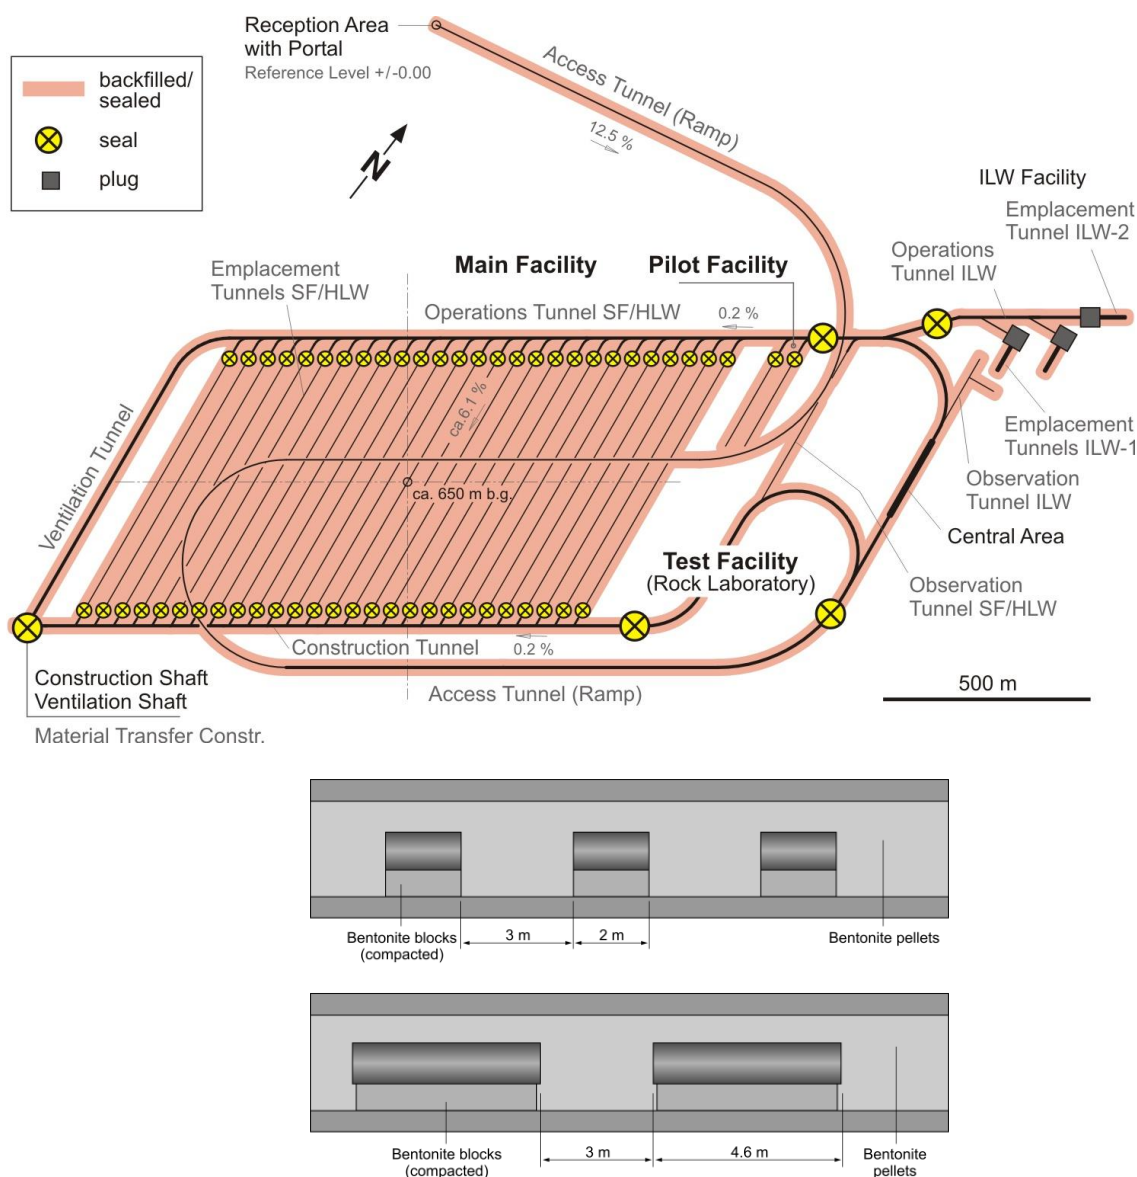 Reception Area
with Portal
Reference Level +/-0.00
Access Tunnel (Ramp)
12.5 %
backfilled/
sealed
seal
plug
N
ILW Facility
Emplacement
Tunnel ILW-2
Operations
Tunnel ILW
Main Facility
Pilot Facility
Emplacement
Tunnels SF/HLW
Operations Tunnel SF/HLW
0.2 %
ca.6.1 %
Ventilation Tunnel
ca. 650 m b.g.
Emplacement
Tunnels ILW-1
Observation
Tunnel ILW
Central Area
Test Facility
(Rock Laboratory)
Observation
Tunnel SF/HLW
Construction Tunnel
0.2 %
Construction Shaft
Ventilation Shaft
Material Transfer Constr.
Access Tunnel (Ramp)
500 m
Bentonite blocks
(compacted)
3 m
2 m
Bentonite pellets
Bentonite blocks
(compacted)
3 m
4.6 m
Bentonite
pellets